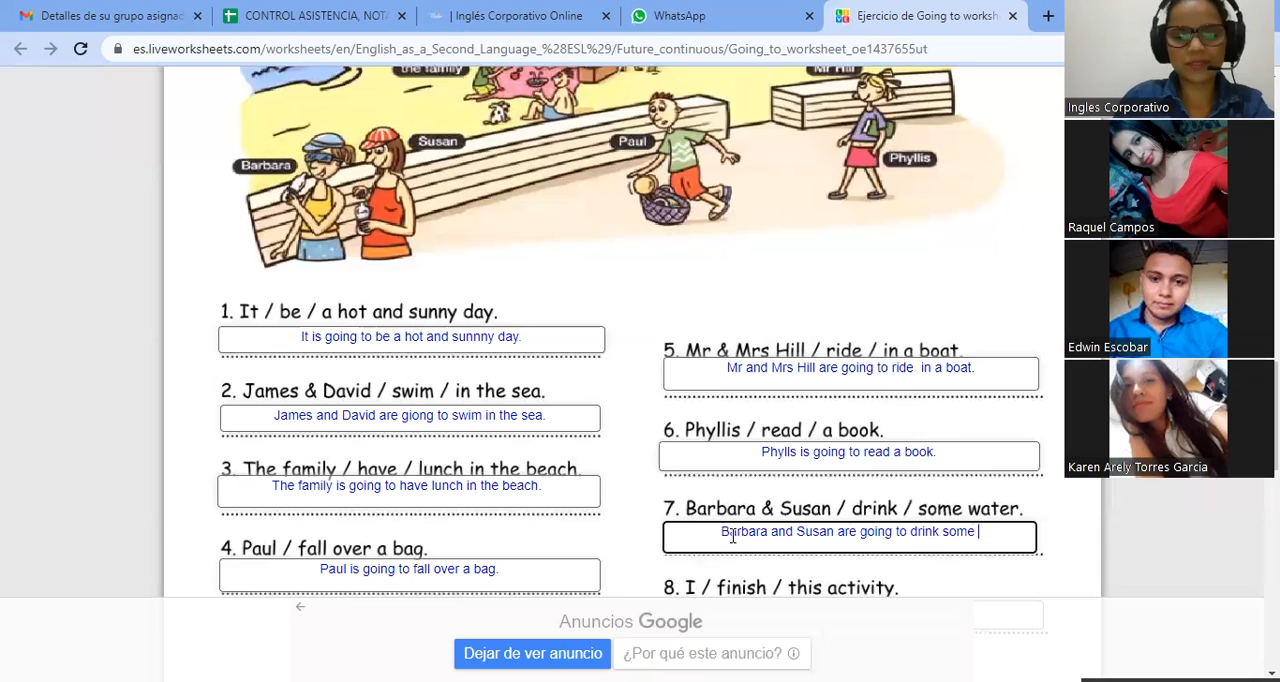 Detalles de su grupo asignac
CONTROL ASISTENCIA, NOTA
| Inglés Corporativo Online
WhatsApp
Ejercicio de Going to worksh
es.liveworksheets.com/worksheets/en/English_as_a_Second_Language_%28ESL%29/Future_continuous/Going_to_worksheet_oe1437655ut
the family
Mr Hill
Susan
Paul
Barbara
Phyllis
1. It / be / a hot and sunny day.
It is going to be a hot and sunnny day.
2. James & David / swim / in the sea.
James and David are giong to swim in the sea.
3. The family / have / lunch in the beach.
The family is going to have lunch in the beach.
4. Paul / fall over a bag.
Paul is going to fall over a bag.
5. Mr & Mrs Hill / ride / in a boat.
Mr and Mrs Hill are going to ride  in a boat.
6. Phyllis / read / a book.
Phylls is going to read a book.
7. Barbara & Susan / drink / some water.
Barbara and Susan are going to drink some
8. I / finish / this activity.
Anuncios Google
Dejar de ver anuncio
¿Por qué este anuncio?
Ingles Corporativo
Raquel Campos
Edwin Escobar
Karen Arely Torres Garcia